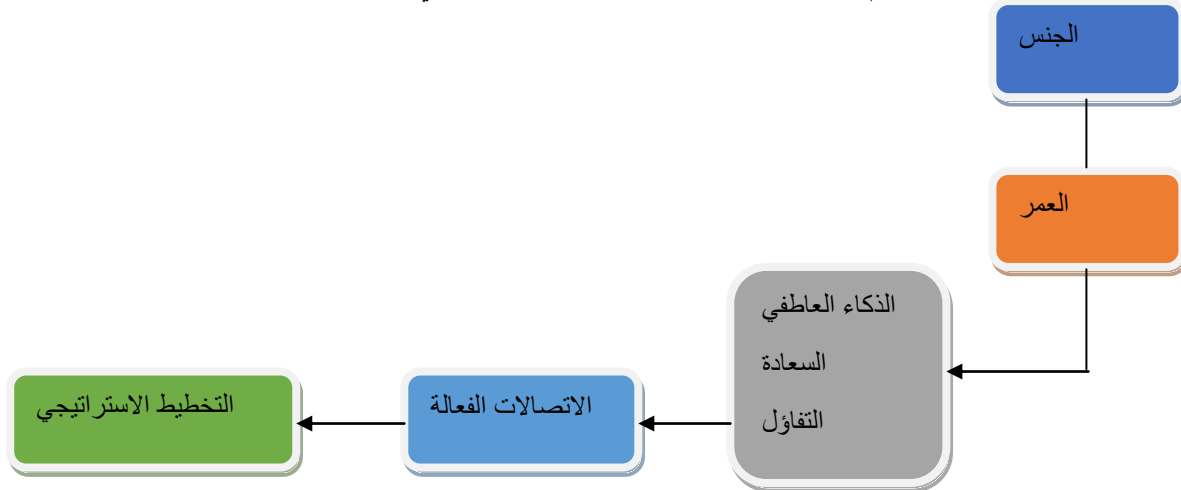 الجنس
العمر
الذكاء العاطفي
السعادة
التفاؤل
الاتصالات الفعالة
التخطيط الاستراتيجي